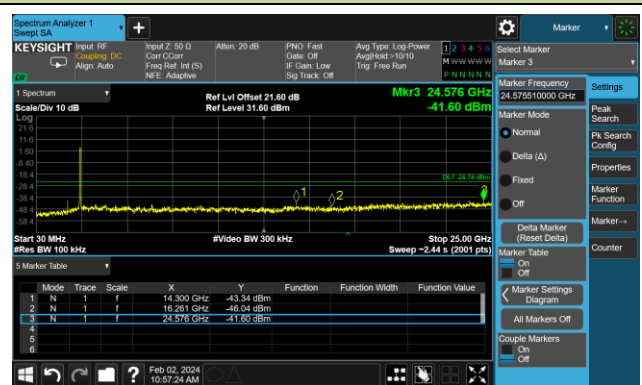 Spectrum Analyzer 1
Swept SA
Marker
KEYSIGHT
Input: RF
Coupling: DC
Align: Auto
Input Z: 50 Ω
Corr CCorr
Freq Ref: Int (S)
NFE: Adaptive
Atten: 20 dB
PNO: Fast
Gate: Off
IF Gain: Low
Sig Track: Off
Avg Type: Log-Power
Avg|Hold:>10/10
Trig: Free Run
1 2 3 4 5 6
M W W W W W
P N N N N N
LXI
1 Spectrum
Scale/Div 10 dB
Ref Lvl Offset 21.60 dB
Ref Level 31.60 dBm
Mkr3 24.576 GHz
-41.60 dBm
Log
21.6
11.6
1.60
-8.40
-18.4
-28.4
-38.4
-48.4
-58.4
DL1 -24.74 dBm
1
2
3
Start 30 MHz
#Res BW 100 kHz
#Video BW 300 kHz
Stop 25.00 GHz
Sweep ~2.44 s (2001 pts)
5 Marker Table
Mode Trace Scale X Y Function Function Width Function Value
1 N 1 f 14.300 GHz -43.34 dBm
2 N 1 f 16.261 GHz -46.04 dBm
3 N 1 f 24.576 GHz -41.60 dBm
4
5
6
Feb 02, 2024
10:57:24 AM
Select Marker
Marker 3
Marker Frequency
24.575510000 GHz
Marker Mode
Normal
Delta (Δ)
Fixed
Off
Delta Marker
(Reset Delta)
Marker Table
On
Off
Marker Settings
Diagram
All Markers Off
Couple Markers
On
Off
Settings
Peak
Search
Pk Search
Config
Properties
Marker
Function
Marker→
Counter